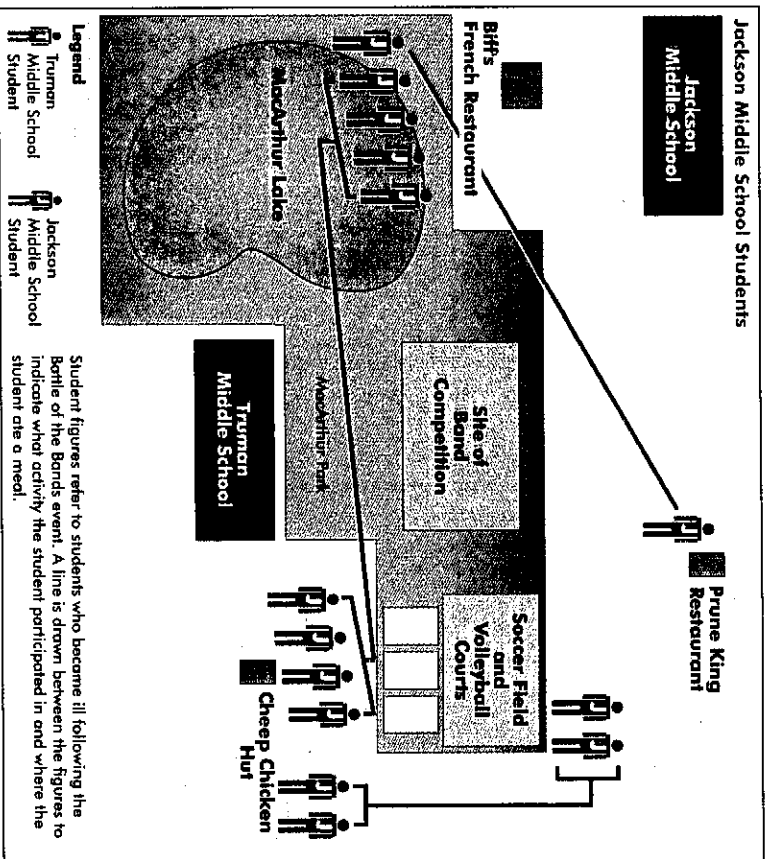 Jackson Middle School Students
Jackson
Middle School
Prune King
Restaurant
Biff's
French Restaurant
Site of
Band
Competition
Soccer Field
and
Volleyball
Courts
MacArthur Lake
MacArthur Park
Truman
Middle School
Cheep Chicken
Hut
Legend
Truman
Middle School
Student
Jackson
Middle School
Student
Student figures refer to students who became ill following the
Battle of the Bands event. A line is drawn between the figures to
indicate what activity the student participated in and where the
student ate a meal.